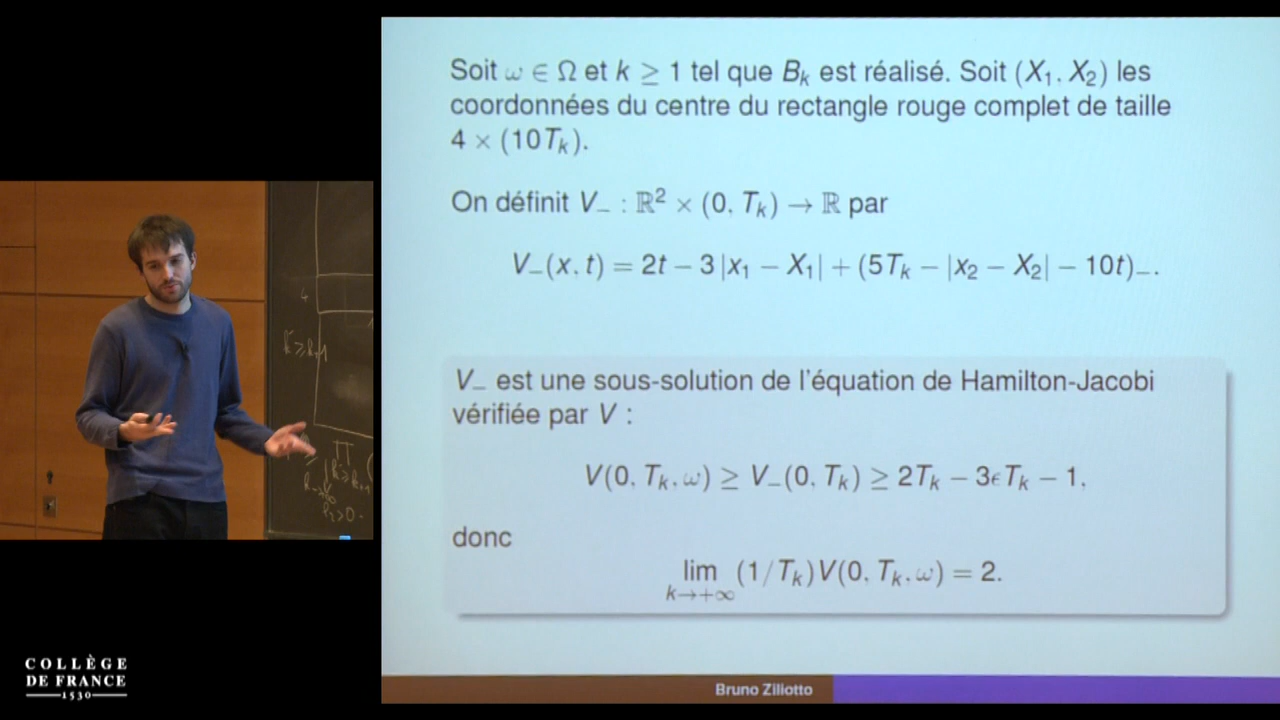 Soit ω ∈ Ω et k ≥ 1 tel que B_k est réalisé. Soit (X_1, X_2) les
coordonnées du centre du rectangle rouge complet de taille
4 × (10T_k).
On définit V_− : ℝ² × (0, T_k) → ℝ par
V_−(x, t) = 2t − 3|x_1 − X_1| + (5T_k − |x_2 − X_2| − 10t)_−.
V_− est une sous-solution de l'équation de Hamilton-Jacobi
vérifiée par V :
V(0, T_k, ω) ≥ V_−(0, T_k) ≥ 2T_k − 3ϵT_k − 1,
donc
lim_{k→+∞} (1/T_k)V(0, T_k, ω) = 2.
Bruno Ziliotto
COLLÈGE
DE FRANCE
1530
4